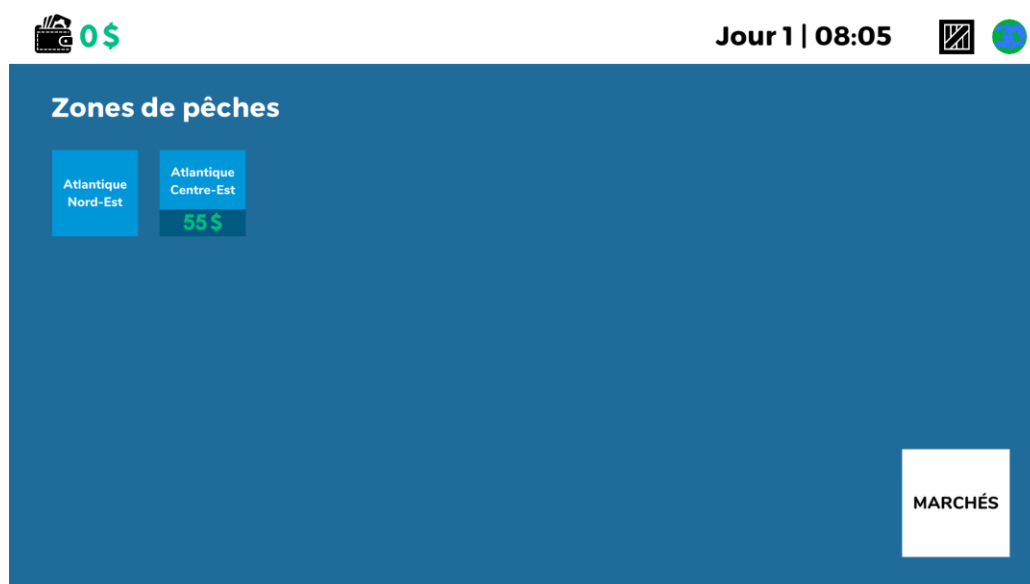 0$
Jour 1 | 08:05
Zones de pêches
Atlantique
Nord-Est
Atlantique
Centre-Est
55$
MARCHÉS